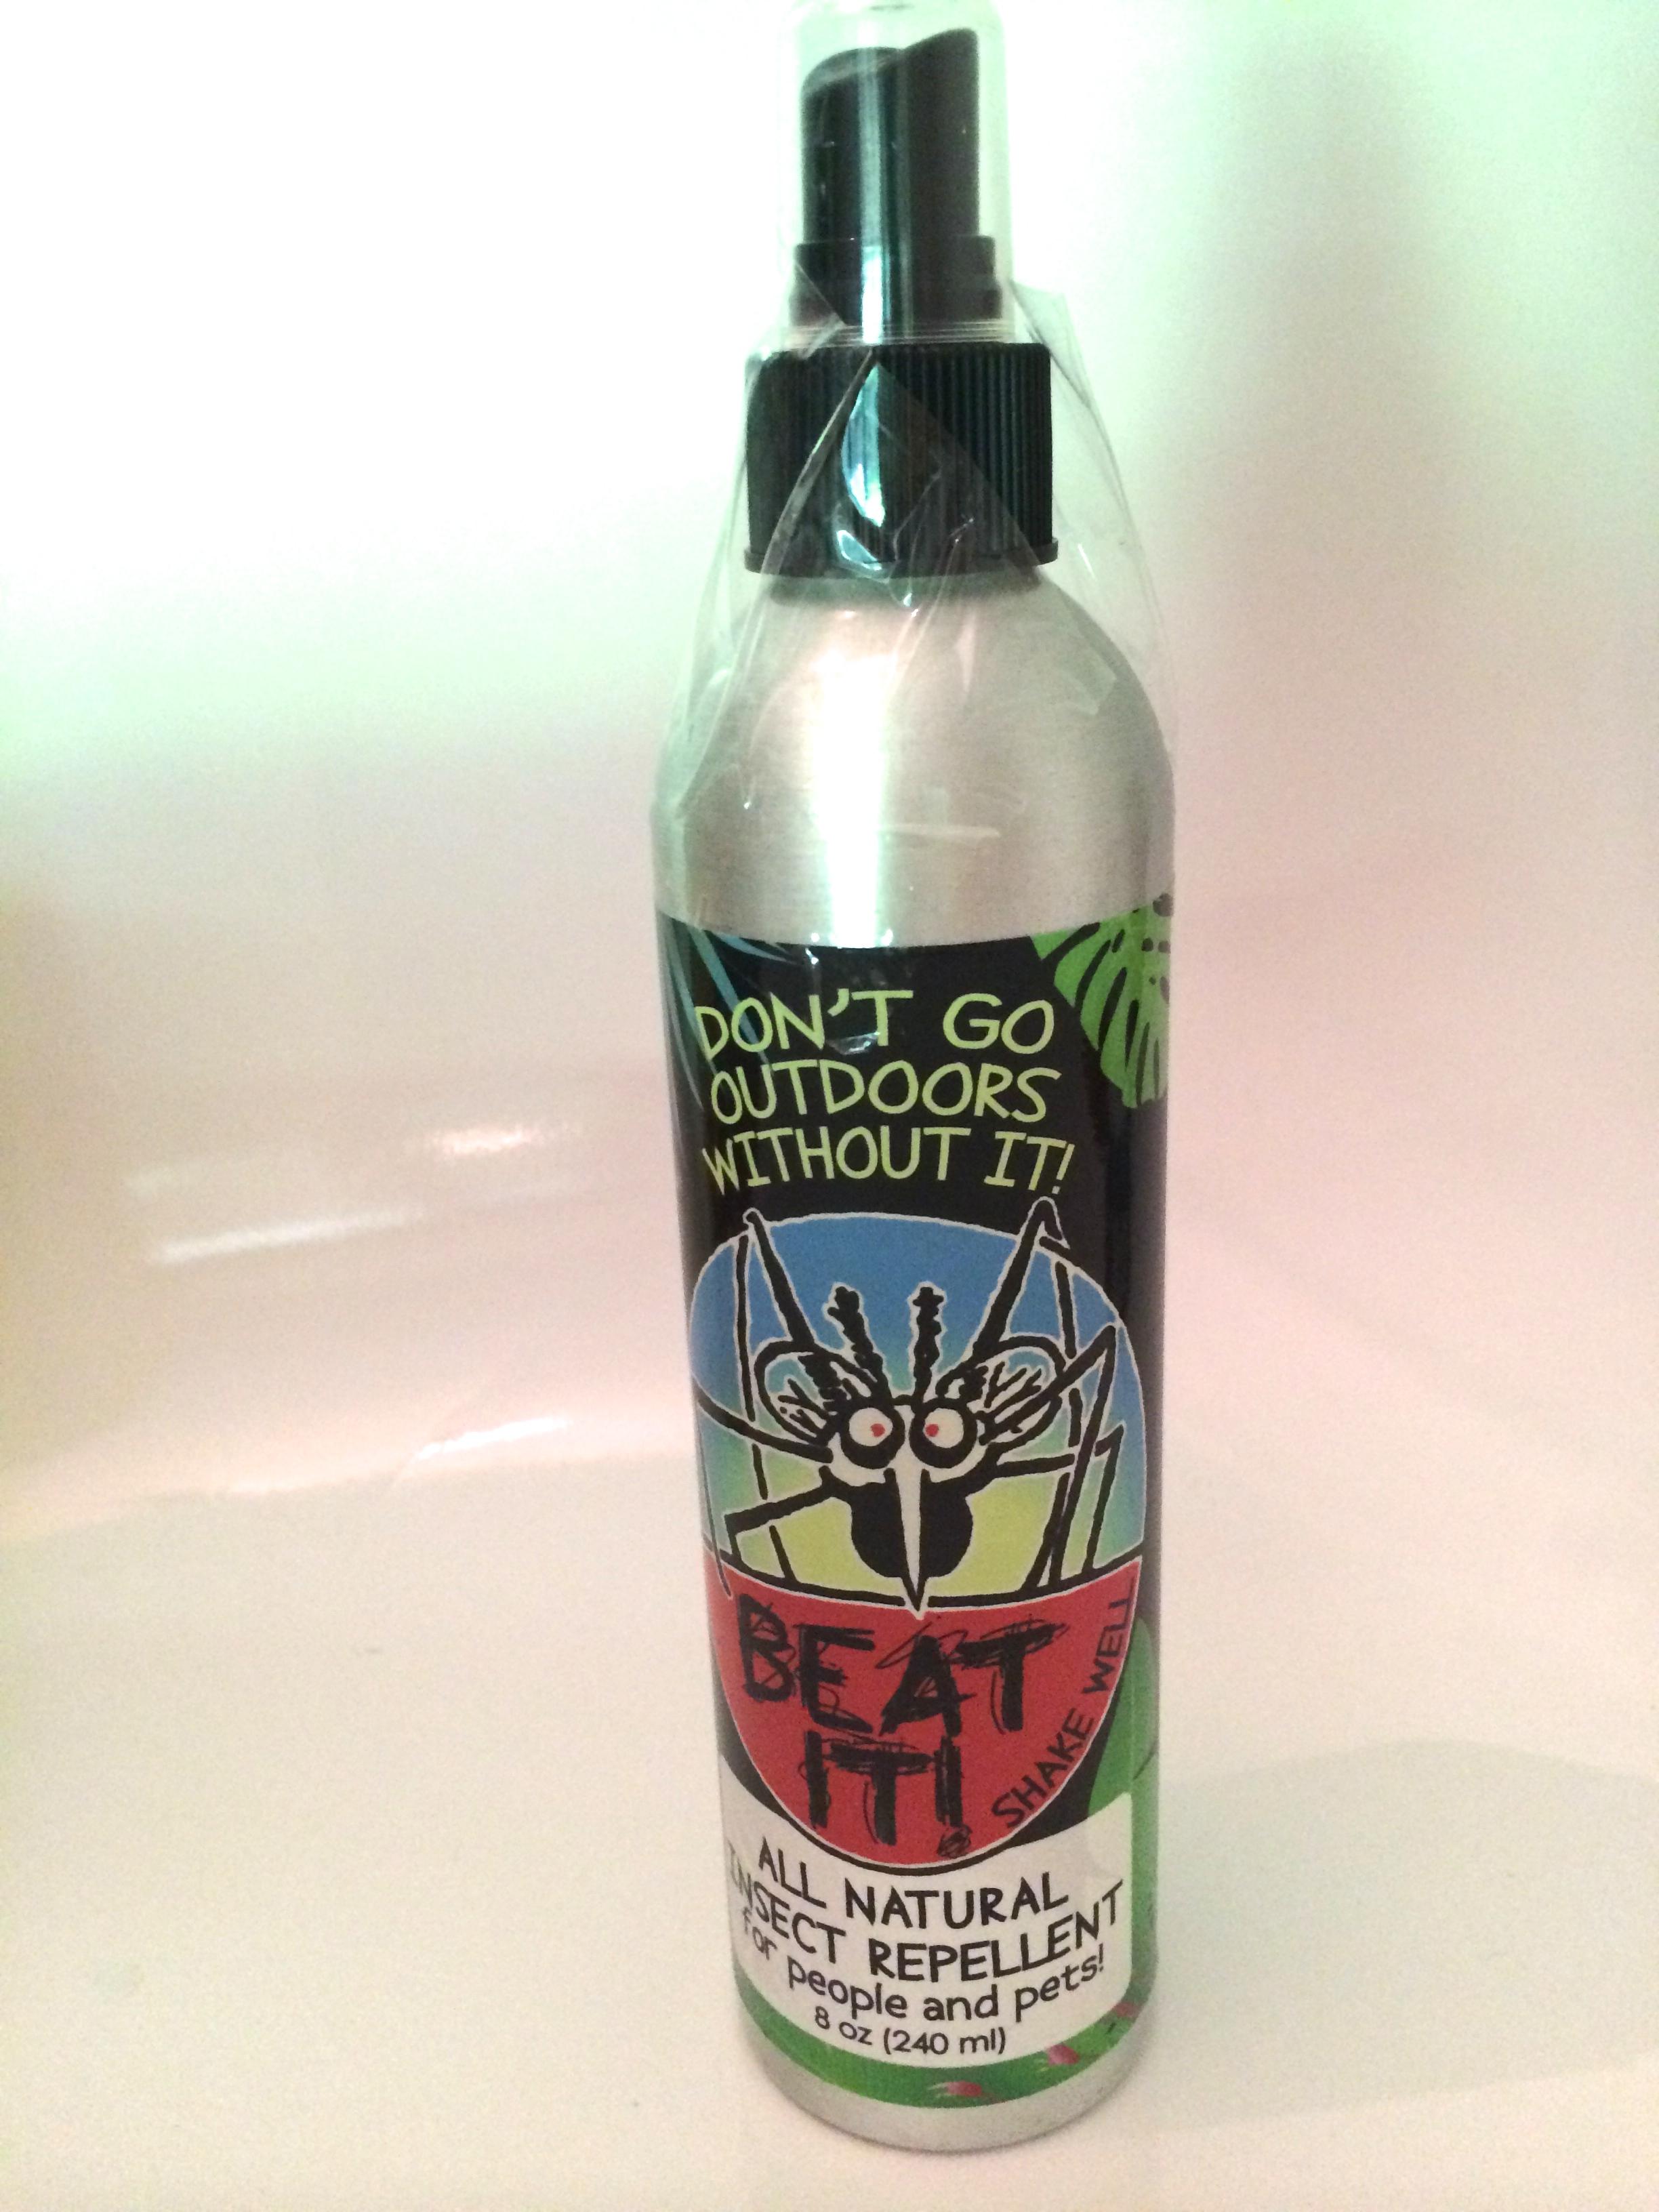 DON'T GO
OUTDOORS
WITHOUT IT!
BEAT
IT!
SHAKE WELL
ALL NATURAL
INSECT REPELLENT
for people and pets!
8 oz (240 ml)